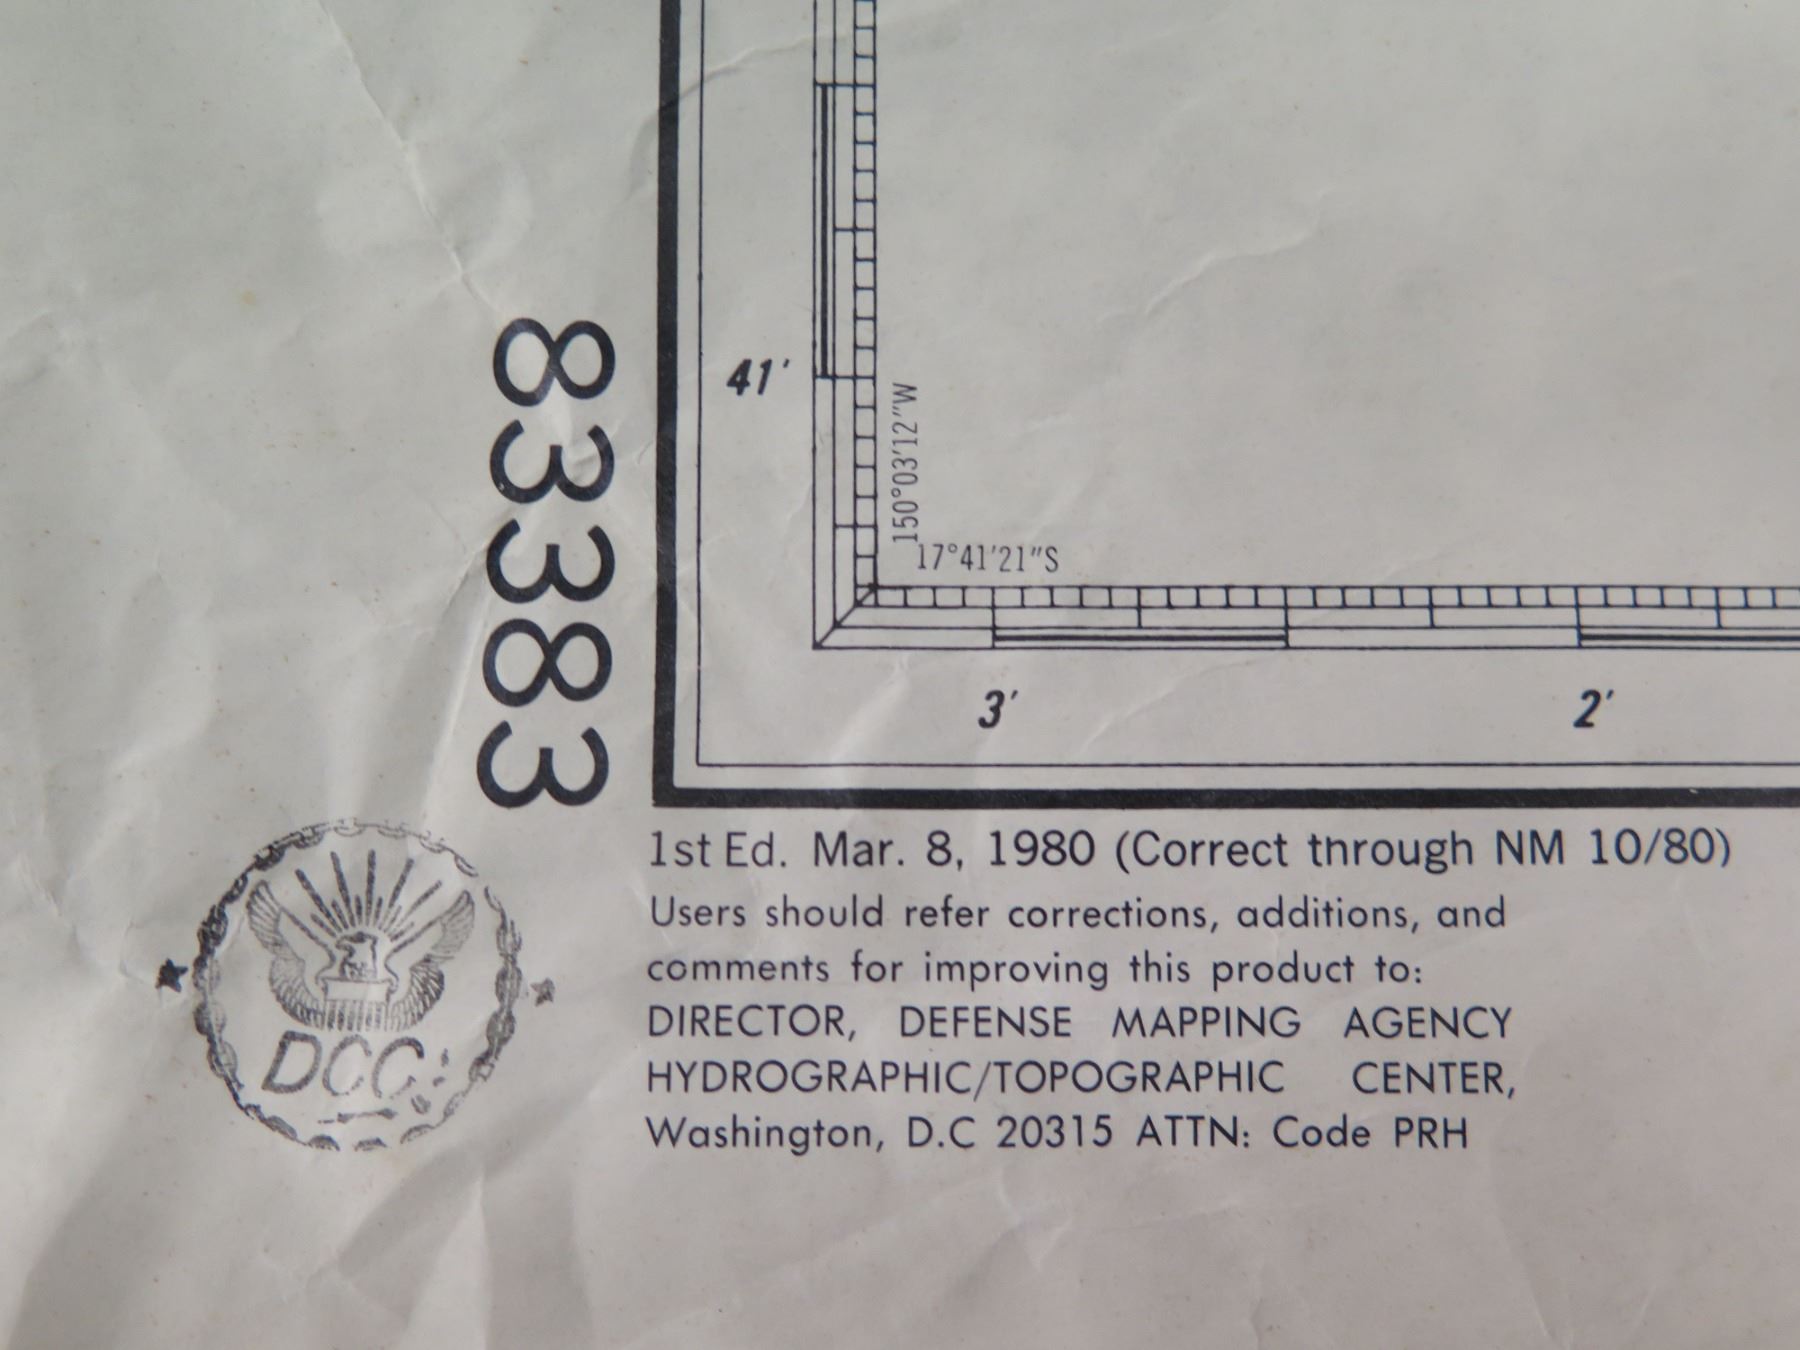 83383
41'
150°03'12"W
17°41'21"S
3'
2'
1st Ed. Mar. 8, 1980 (Correct through NM 10/80)
Users should refer corrections, additions, and
comments for improving this product to:
DIRECTOR, DEFENSE MAPPING AGENCY
HYDROGRAPHIC/TOPOGRAPHIC CENTER,
Washington, D.C 20315 ATTN: Code PRH
DCC